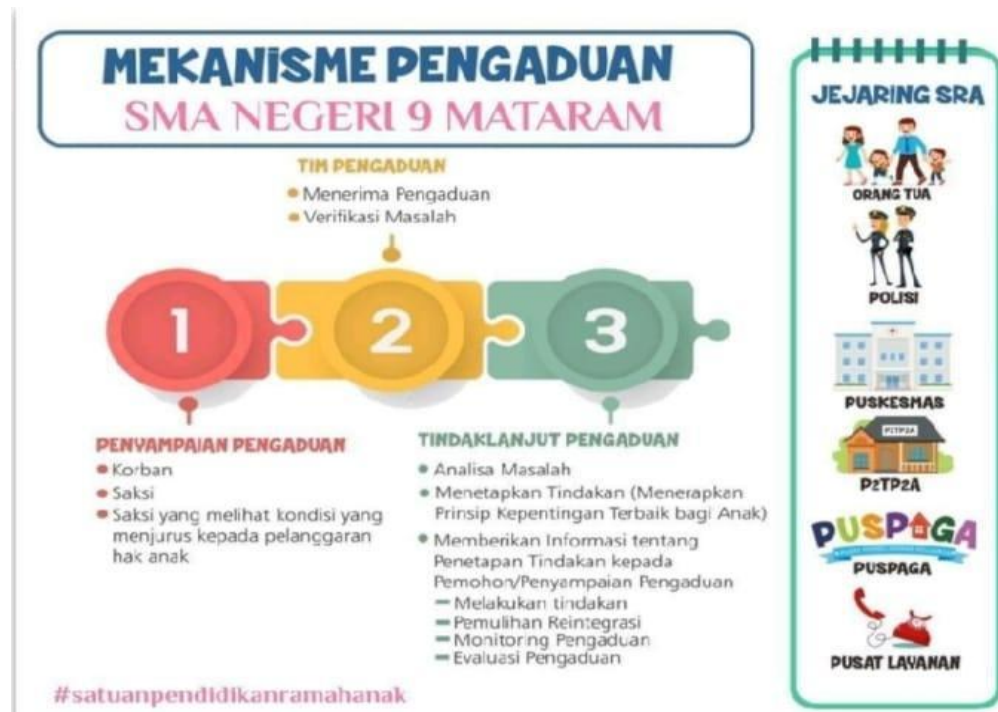 MEKANISME PENGADUAN
SMA NEGERI 9 MATARAM
TIM PENGADUAN
Menerima Pengaduan
Verifikasi Masalah
1
2
3
PENYAMPAIAN PENGADUAN
Korban
Saksi
Saksi yang melihat kondisi yang
menjurus kepada pelanggaran
hak anak
TINDAKLANJUT PENGADUAN
Analisa Masalah
Menetapkan Tindakan (Menerapkan
Prinsip Kepentingan Terbaik bagi Anak)
Memberikan Informasi tentang
Penetapan Tindakan kepada
Pemohon/Penyampaian Pengaduan
Melakukan tindakan
Pemulihan Reintegrasi
Monitoring Pengaduan
Evaluasi Pengaduan
#satuanpendidikanramahanak
JEJARING SRA
ORANG TUA
POLISI
PUSKESMAS
P2TP2A
P2TP2A
PUSPAGA
PUSPAGA
PUSAT LAYANAN